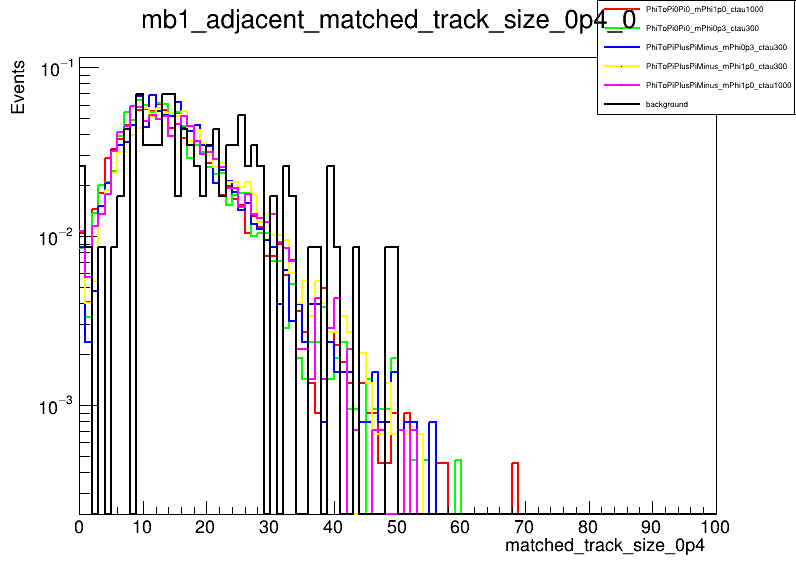 mb1_adjacent_matched_track_size_0p4_0
PhiToPi0Pi0_mPhi1p0_ctau1000
PhiToPi0Pi0_mPhi0p3_ctau300
PhiToPiPlusPiMinus_mPhi0p3_ctau300
PhiToPiPlusPiMinus_mPhi1p0_ctau300
PhiToPiPlusPiMinus_mPhi1p0_ctau1000
background
Events
10⁻¹
10⁻²
10⁻³
0 10 20 30 40 50 60 70 80 90 100
matched_track_size_0p4